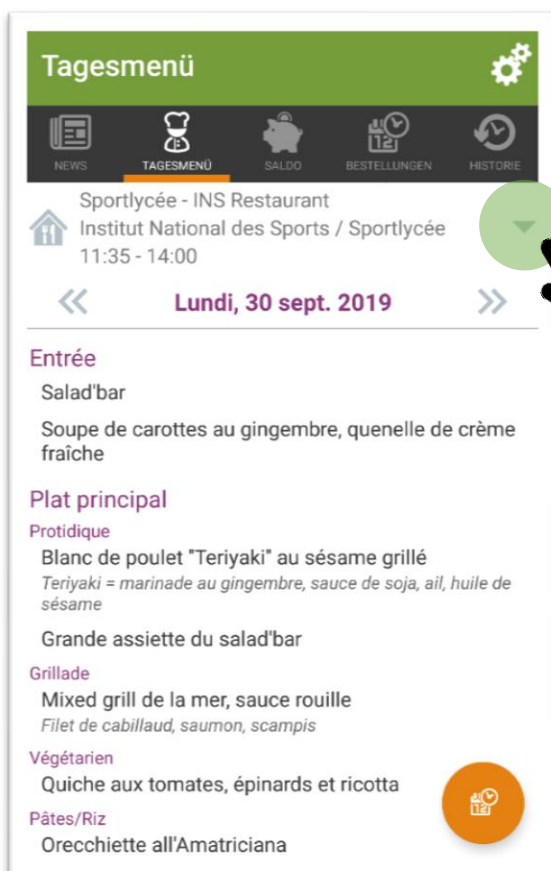 Tagesmenü
NEWS
TAGESMENÜ
SALDO
BESTELLUNGEN
HISTORIE
Sportlycée - INS Restaurant
Institut National des Sports / Sportlycée
11:35 - 14:00
Lundi, 30 sept. 2019
Entrée
Salad'bar
Soupe de carottes au gingembre, quenelle de crème
fraîche
Plat principal
Protidique
Blanc de poulet "Teriyaki" au sésame grillé
Teriyaki = marinade au gingembre, sauce de soja, ail, huile de
sésame
Grande assiette du salad'bar
Grillade
Mixed grill de la mer, sauce rouille
Filet de cabillaud, saumon, scampis
Végétarien
Quiche aux tomates, épinards et ricotta
Pâtes/Riz
Orecchiette all'Amatriciana